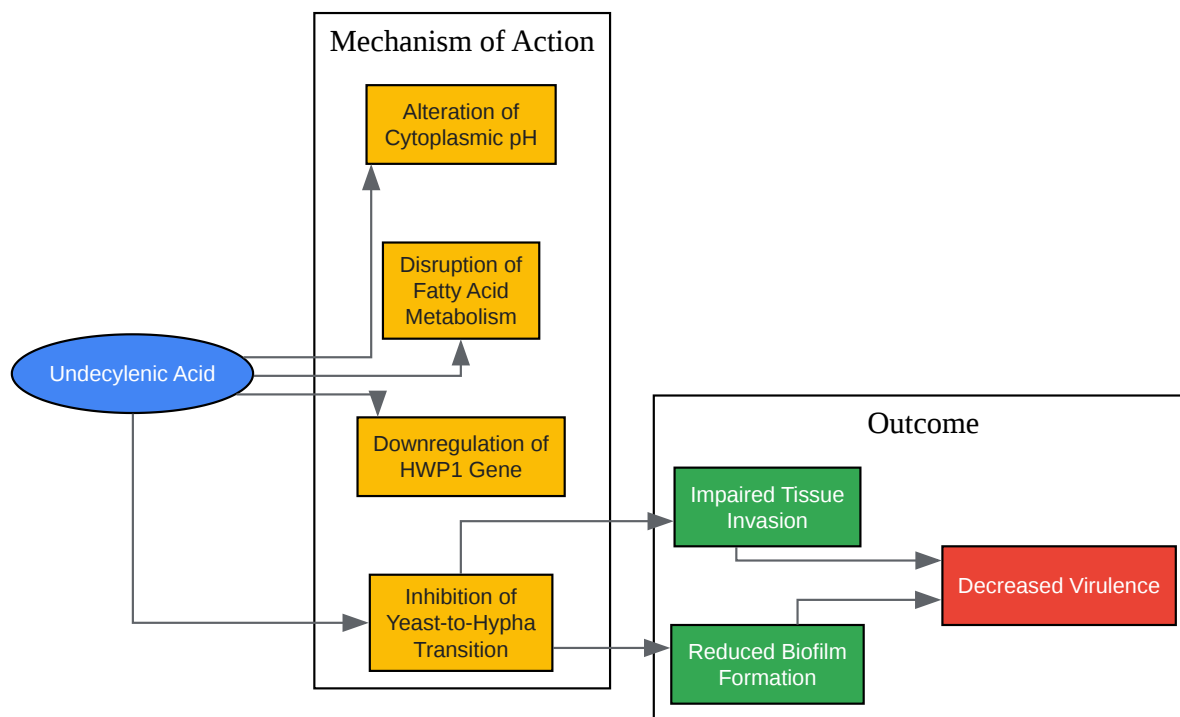 Mechanism of Action
Alteration of
Cytoplasmic pH
Disruption of
Fatty Acid
Metabolism
Undecylenic Acid
Downregulation of
HWP1 Gene
Inhibition of
Yeast-to-Hypha
Transition
Outcome
Impaired Tissue
Invasion
Decreased Virulence
Reduced Biofilm
Formation